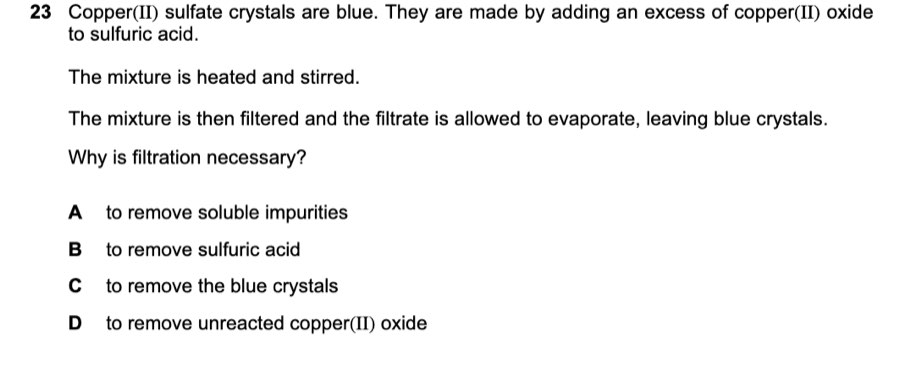 23 Copper(II) sulfate crystals are blue. They are made by adding an excess of copper(II) oxide
to sulfuric acid.
The mixture is heated and stirred.
The mixture is then filtered and the filtrate is allowed to evaporate, leaving blue crystals.
Why is filtration necessary?
A to remove soluble impurities
B to remove sulfuric acid
C to remove the blue crystals
D to remove unreacted copper(II) oxide